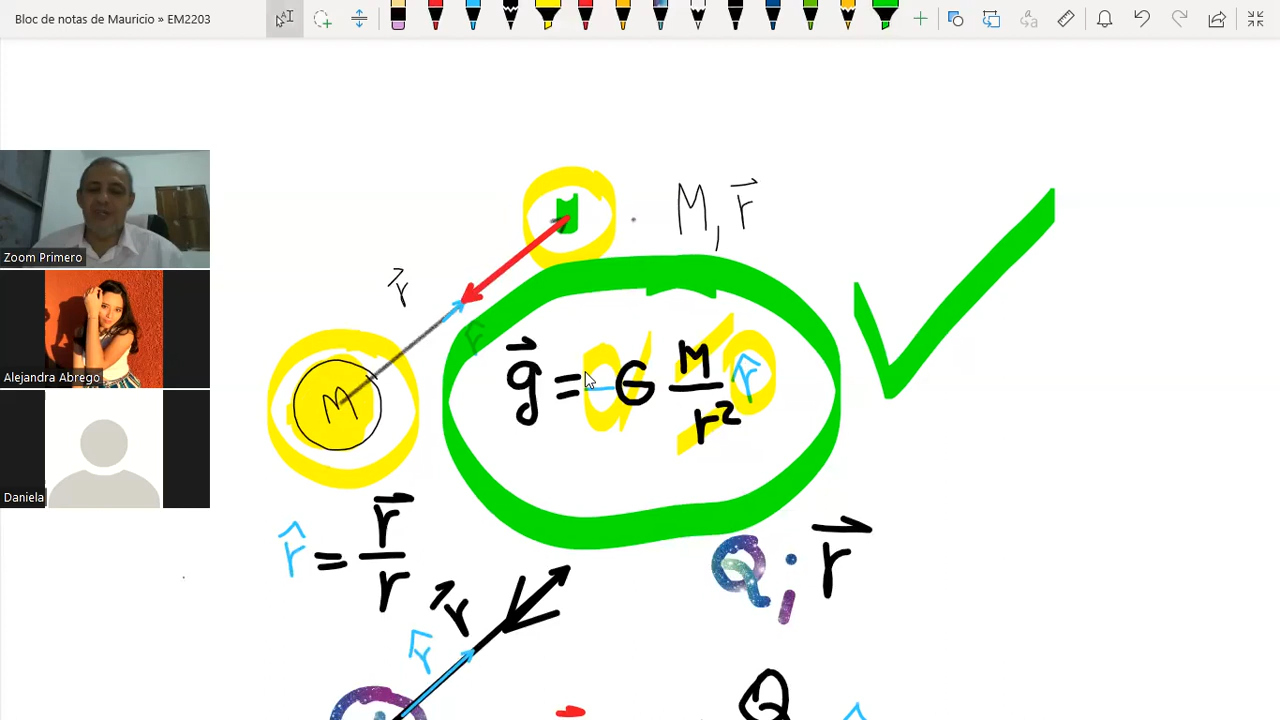 Bloc de notas de Mauricio » EM2203
Zoom Primero
Alejandra Abrego
Daniela
M, r⃗
r⃗
r̂
M
g⃗ = - G M/r² r̂
r̂ = r⃗/r
Q; r⃗
r⃗
r̂
Q